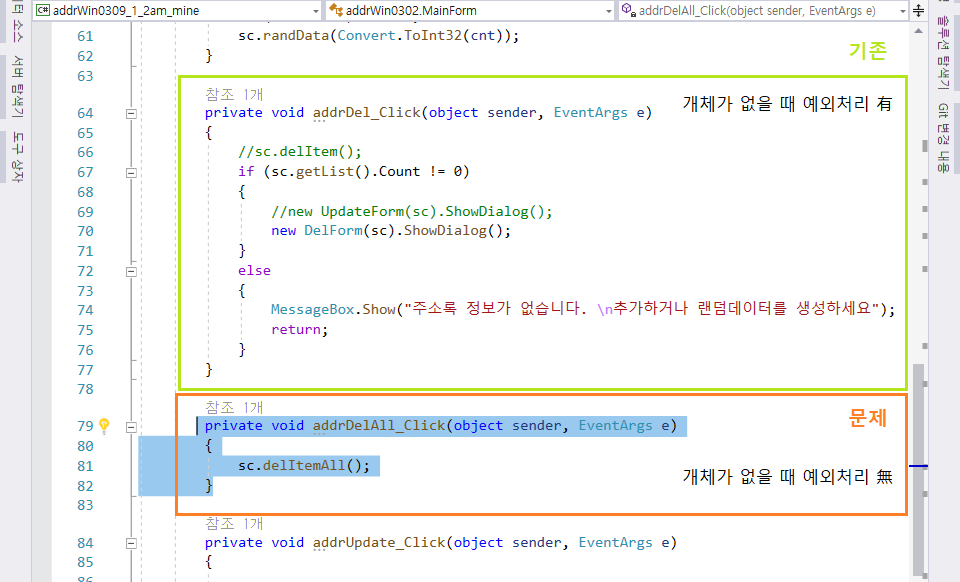 addrWin0309_1_2am_mine
addrWin0302.MainForm
addrDelAll_Click(object sender, EventArgs e)
터 소스
서버 탐색기
도구 상자
솔루션 탐색기
Git 변경 내용
61 sc.randData(Convert.ToInt32(cnt));
62 }
기존
63
참조 1개
개체가 없을 때 예외처리 有
64 private void addrDel_Click(object sender, EventArgs e)
65 {
66 //sc.delItem();
67 if (sc.getList().Count != 0)
68 {
69 //new UpdateForm(sc).ShowDialog();
70 new DelForm(sc).ShowDialog();
71 }
72 else
73 {
74 MessageBox.Show("주소록 정보가 없습니다. \n추가하거나 랜덤데이터를 생성하세요");
75 return;
76 }
77 }
78
참조 1개
문제
79 private void addrDelAll_Click(object sender, EventArgs e)
80 {
81 sc.delItemAll();
개체가 없을 때 예외처리 無
82 }
83
참조 1개
84 private void addrUpdate_Click(object sender, EventArgs e)
85 {
86